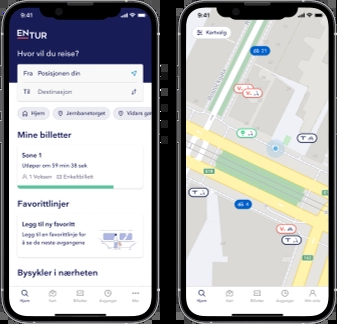 9:41
ENTUR
Hvor vil du reise?
Fra Posisjonen din
Til Destinasjon
Hjem Jernbanetorget Vidars ga
Mine billetter
Sone 1
Utløper om 59 min 38 sek
1 Voksen Enkeltbillett
Favorittlinjer
Legg til ny favoritt
Legg til en favorittlinje for
å se de neste avgangene
Bysykler i nærheten
Hjem Kart Billetter Avganger Mer
9:41
Kartvalg
21
4
Hjem Kart Billetter Avganger Min side